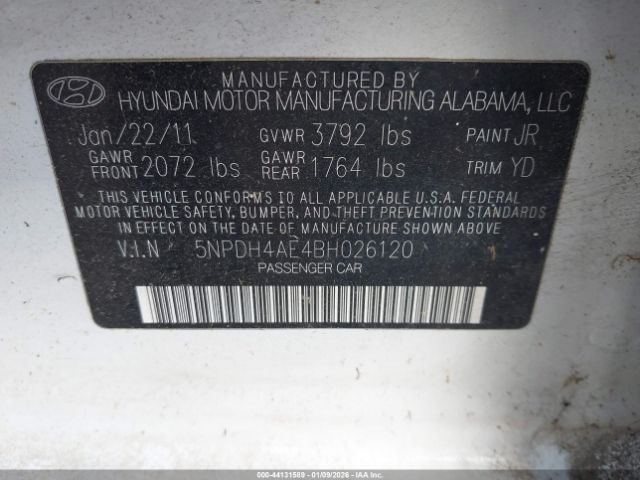 MANUFACTURED BY
HYUNDAI MOTOR MANUFACTURING ALABAMA, LLC
Jan/22/11 GVWR 3792 lbs PAINT JR
GAWR FRONT 2072 lbs GAWR REAR 1764 lbs TRIM YD
THIS VEHICLE CONFORMS TO ALL APPLICABLE U.S.A. FEDERAL
MOTOR VEHICLE SAFETY, BUMPER, AND THEFT PREVENTION STANDARDS
IN EFFECT ON THE DATE OF MANUFACTURE SHOWN ABOVE
V.I.N 5NPDH4AE4BH026120
PASSENGER CAR
000-44131589 - 01/09/2026 - IAAI.COM